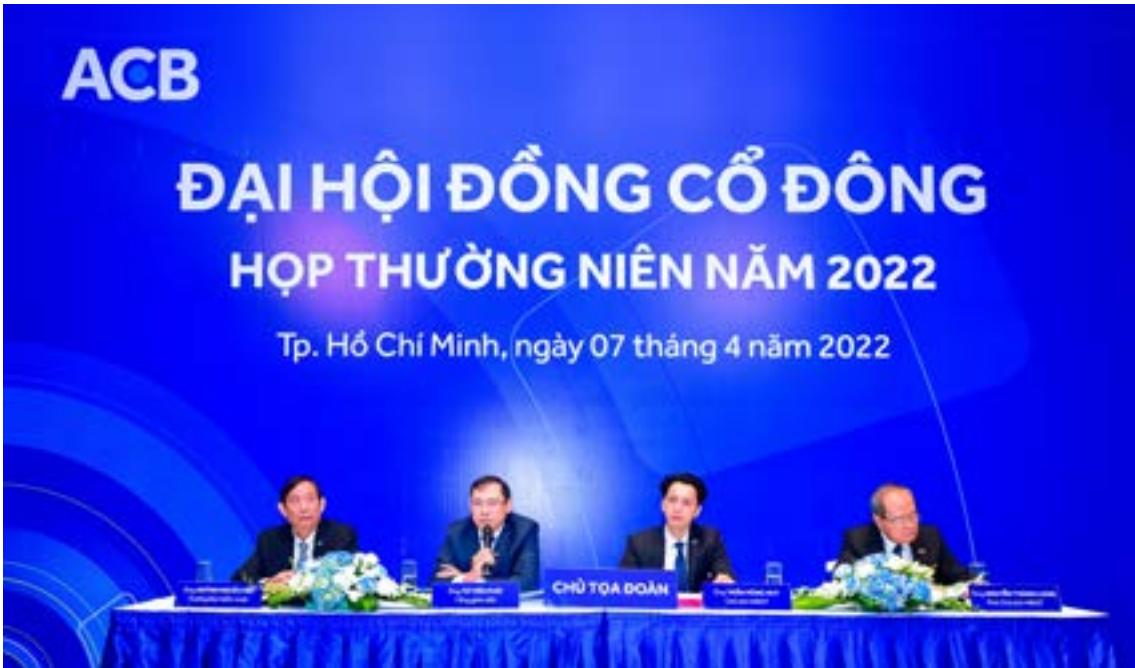 ACB
ĐẠI HỘI ĐỒNG CỔ ĐÔNG
HỌP THƯỜNG NIÊN NĂM 2022
Tp. Hồ Chí Minh, ngày 07 tháng 4 năm 2022
CHỦ TỌA ĐOÀN